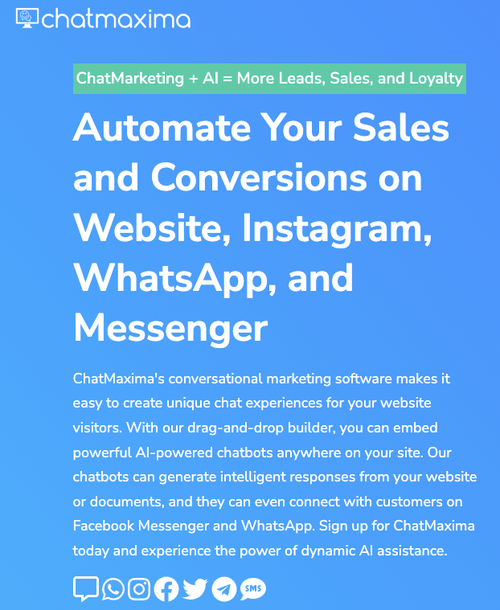 chatmaxima
ChatMarketing + AI = More Leads, Sales, and Loyalty
Automate Your Sales
and Conversions on
Website, Instagram,
WhatsApp, and
Messenger
ChatMaxima's conversational marketing software makes it
easy to create unique chat experiences for your website
visitors. With our drag-and-drop builder, you can embed
powerful AI-powered chatbots anywhere on your site. Our
chatbots can generate intelligent responses from your website
or documents, and they can even connect with customers on
Facebook Messenger and WhatsApp. Sign up for ChatMaxima
today and experience the power of dynamic AI assistance.
SMS